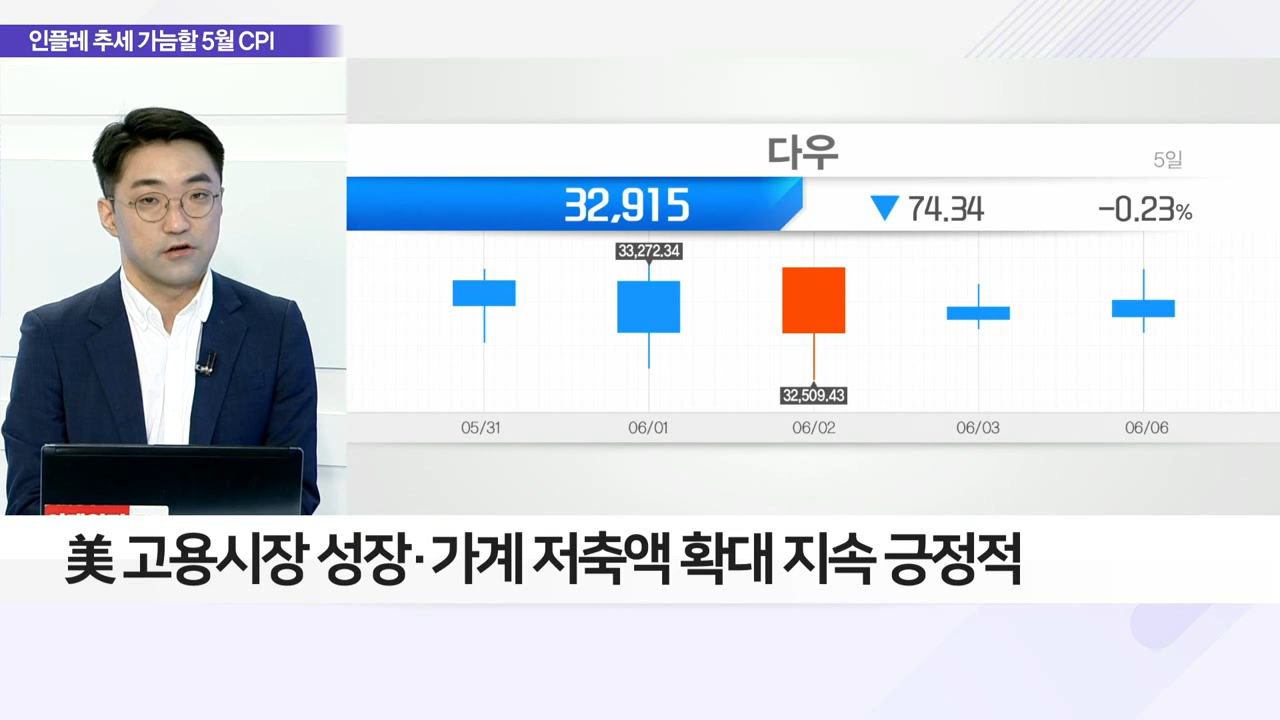 인플레 추세 가늠할 5월 CPI
다우
5일
32,915
▼ 74.34
-0.23%
33,272.34
32,509.43
05/31
06/01
06/02
06/03
06/06
美 고용시장 성장·가계 저축액 확대 지속 긍정적